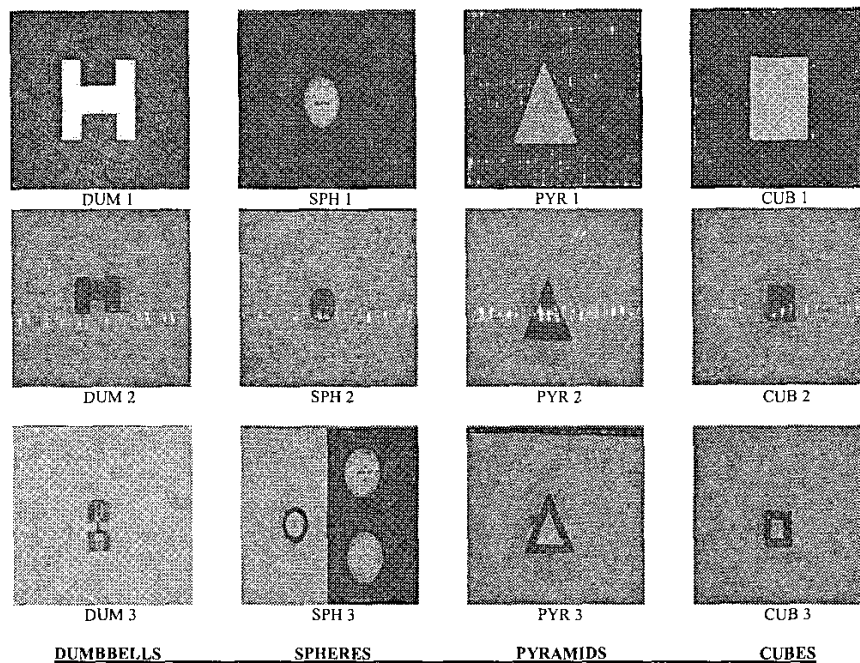 DUM 1 SPH 1 PYR 1 CUB 1
DUM 2 SPH 2 PYR 2 CUB 2
DUM 3 SPH 3 PYR 3 CUB 3
DUMBBELLS SPHERES PYRAMIDS CUBES